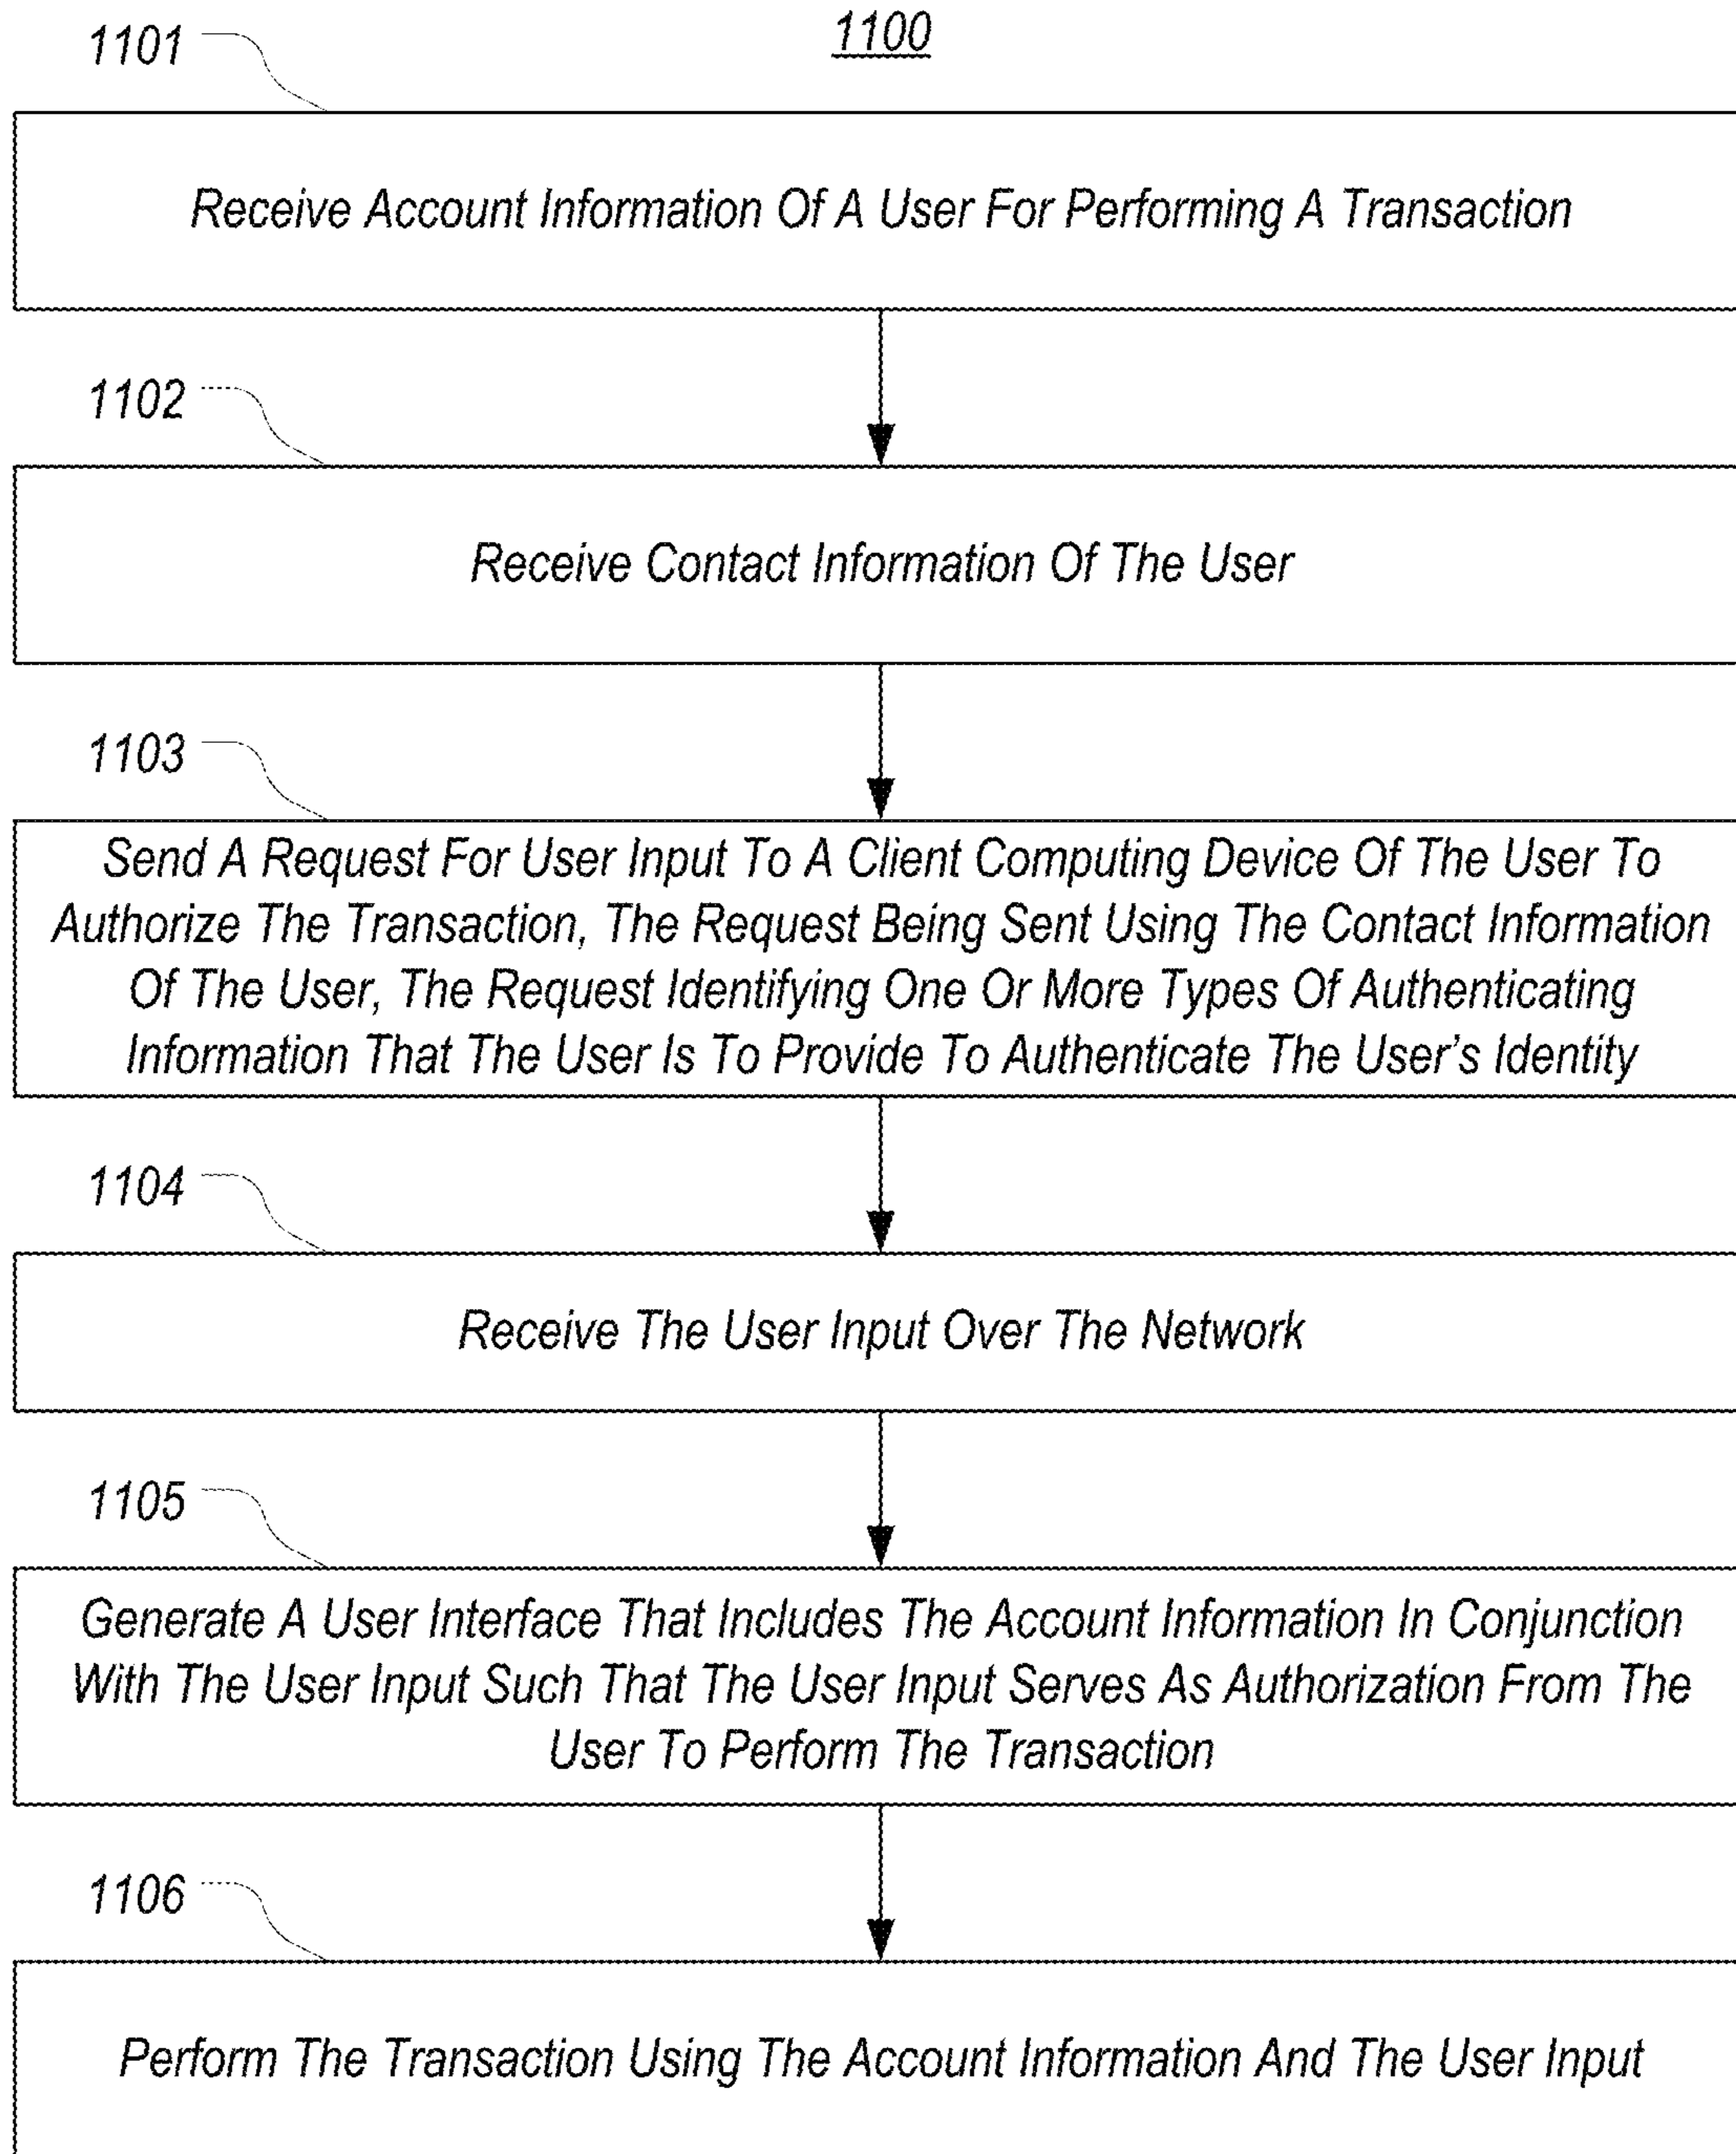 1100
1101
Receive Account Information Of A User For Performing A Transaction
1102
Receive Contact Information Of The User
1103
Send A Request For User Input To A Client Computing Device Of The User To
Authorize The Transaction, The Request Being Sent Using The Contact Information
Of The User, The Request Identifying One Or More Types Of Authenticating
Information That The User Is To Provide To Authenticate The User's Identity
1104
Receive The User Input Over The Network
1105
Generate A User Interface That Includes The Account Information In Conjunction
With The User Input Such That The User Input Serves As Authorization From The
User To Perform The Transaction
1106
Perform The Transaction Using The Account Information And The User Input